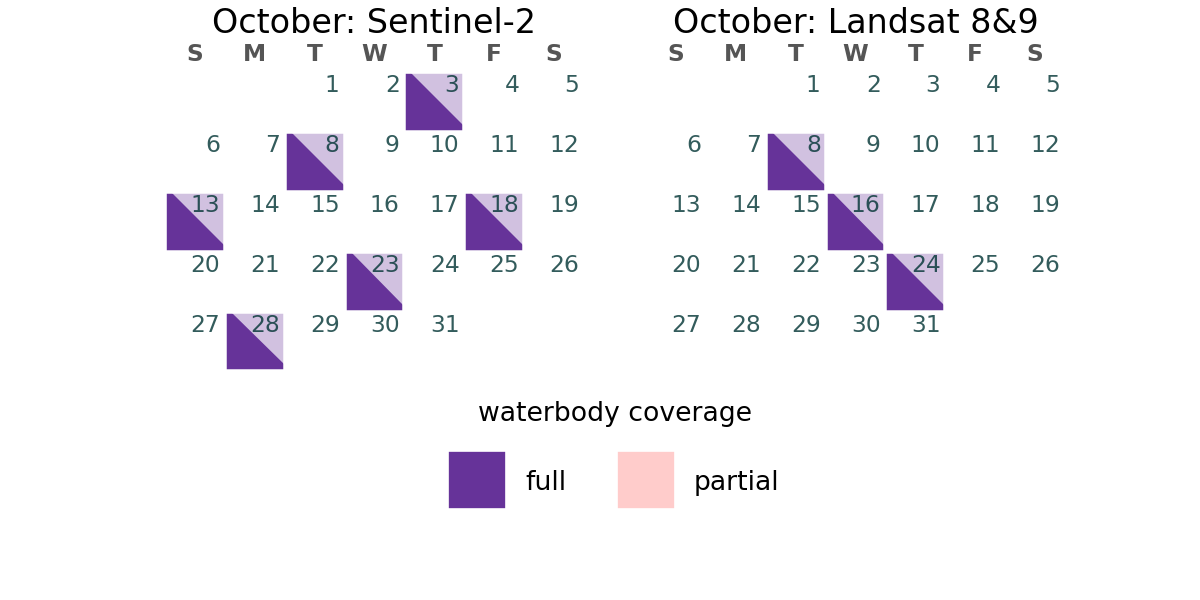 October: Sentinel-2
S M T W T F S
1 2 3 4 5
6 7 8 9 10 11 12
13 14 15 16 17 18 19
20 21 22 23 24 25 26
27 28 29 30 31
October: Landsat 8&9
S M T W T F S
1 2 3 4 5
6 7 8 9 10 11 12
13 14 15 16 17 18 19
20 21 22 23 24 25 26
27 28 29 30 31
waterbody coverage
full partial